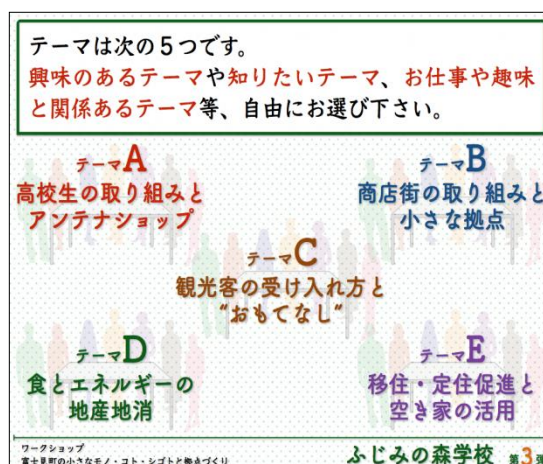 テーマは次の5つです。
興味のあるテーマや知りたいテーマ、お仕事や趣味
と関係あるテーマ等、自由にお選び下さい。
テーマA
高校生の取り組みと
アンテナショップ
テーマB
商店街の取り組みと
小さな拠点
テーマC
観光客の受け入れ方と
“おもてなし”
テーマD
食とエネルギーの
地産地消
テーマE
移住・定住促進と
空き家の活用
ワークショップ
富士見町の小さなモノ・コト・シゴトと拠点づくり
ふじみの森学校 第3弾